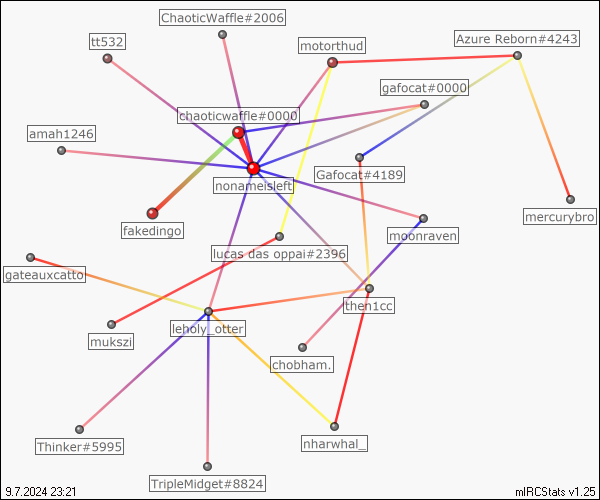 ChaoticWaffle#2006
tt532
motorthud
Azure Reborn#4243
gafocat#0000
chaoticwaffle#0000
amah1246
Gafocat#4189
nonameisleft
mercurybro
fakedingo
moonraven
lucas das oppai#2396
gateauxcatto
then1cc
leholy_otter
mukszi
chobham.
nharwhal_
Thinker#5995
TripleMidget#8824
9.7.2024 23:21
mIRCStats v1.25